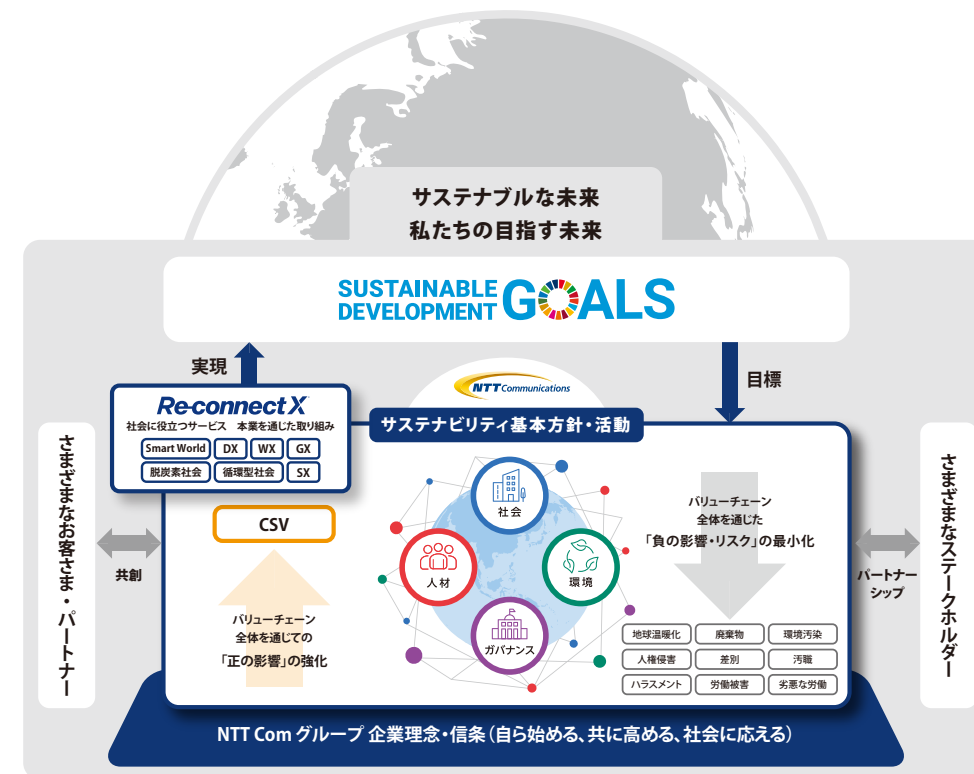 サステナブルな未来
私たちの目指す未来
SUSTAINABLE
DEVELOPMENT
GOALS
実現
目標
NTT Communications
Re-connect X
社会に役立つサービス 本業を通じた取り組み
Smart World
DX
WX
GX
脱炭素社会
循環型社会
SX
サステナビリティ基本方針・活動
さまざまなお客さま・パートナー
共創
CSV
バリューチェーン
全体を通じての
「正の影響」の強化
社会
人材
環境
ガバナンス
バリューチェーン
全体を通じた
「負の影響・リスク」の最小化
地球温暖化
廃棄物
環境汚染
人権侵害
差別
汚職
ハラスメント
労働被害
劣悪な労働
パートナー
シップ
さまざまなステークホルダー
NTT Com グループ 企業理念・信条（自ら始める、共に高める、社会に応える）